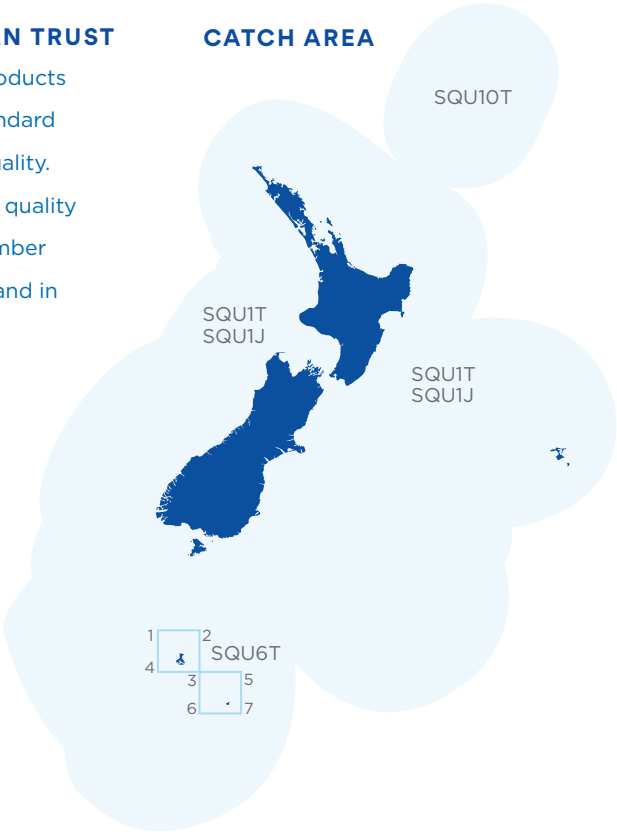 AN TRUST
oducts
ndard
uality.
quality
mber
and in
CATCH AREA
SQU10T
SQU1T
SQU1J
SQU1T
SQU1J
1
2
SQU6T
4
3
5
6
7